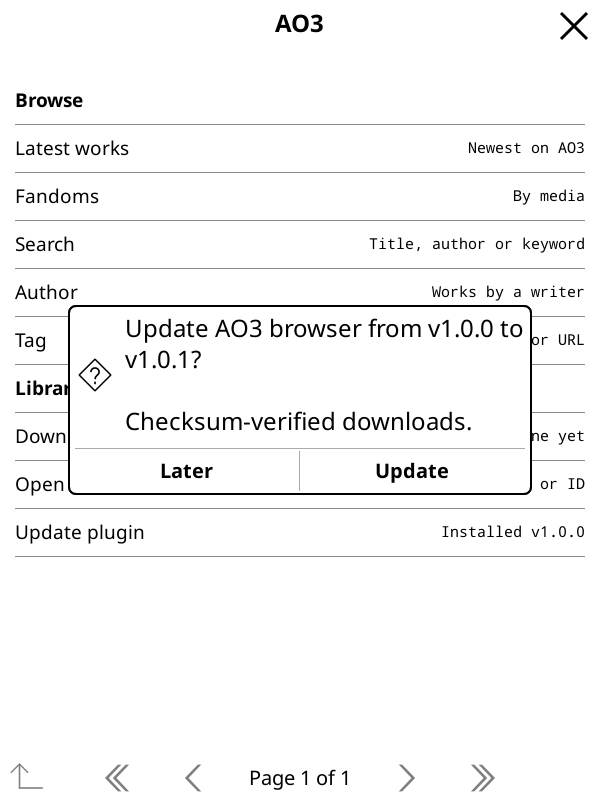 AO3
Browse
Latest works Newest on AO3
Fandoms By media
Search Title, author or keyword
Author Works by a writer
Update AO3 browser from v1.0.0 to
v1.0.1?
Checksum-verified downloads.
Later Update
Tag or URL
yet
Open or ID
Update plugin Installed v1.0.0
Page 1 of 1